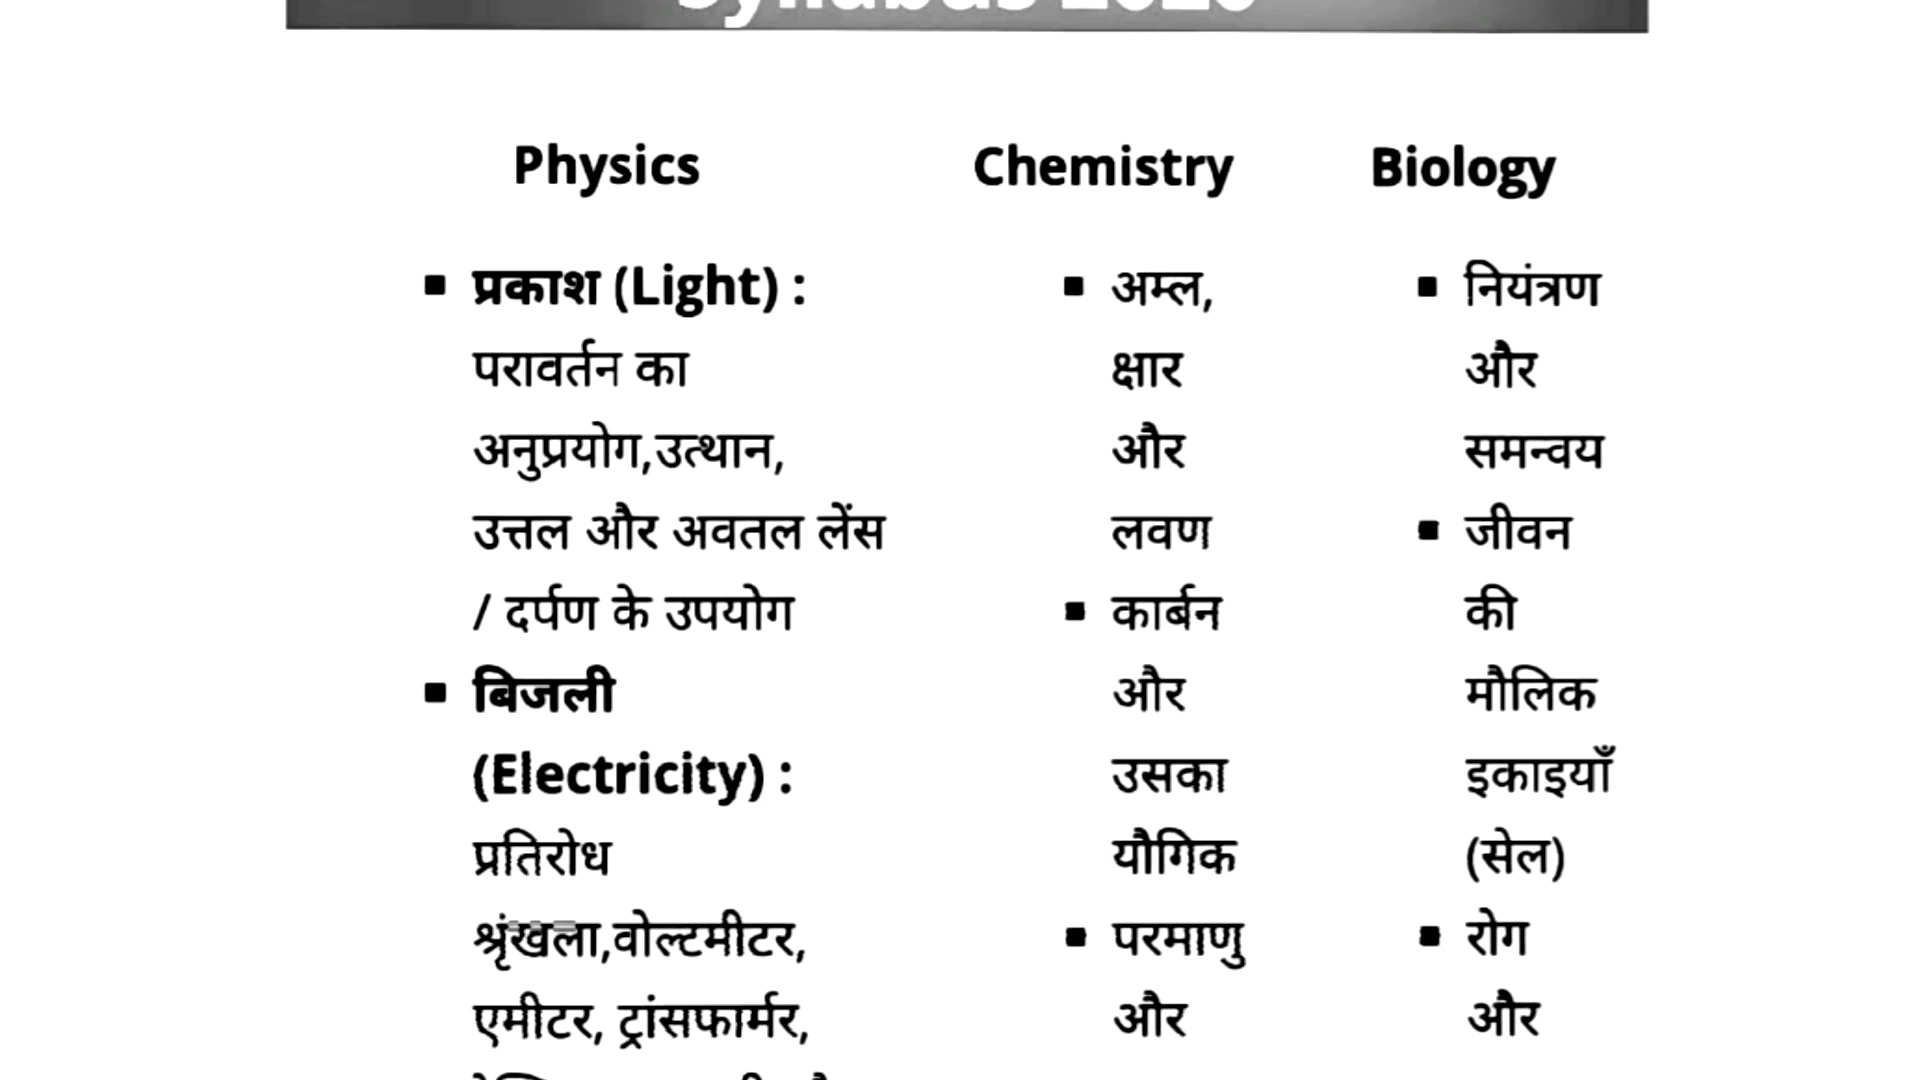 Syllabus 2020
Physics
प्रकाश (Light) :
परावर्तन का
अनुप्रयोग,उत्थान,
उत्तल और अवतल लेंस
/ दर्पण के उपयोग
बिजली
(Electricity) :
प्रतिरोध
श्रृंखला,वोल्टमीटर,
एमीटर, ट्रांसफार्मर,
Chemistry
अम्ल,
क्षार
और
लवण
कार्बन
और
उसका
यौगिक
परमाणु
और
Biology
नियंत्रण
और
समन्वय
जीवन
की
मौलिक
इकाइयाँ
(सेल)
रोग
और